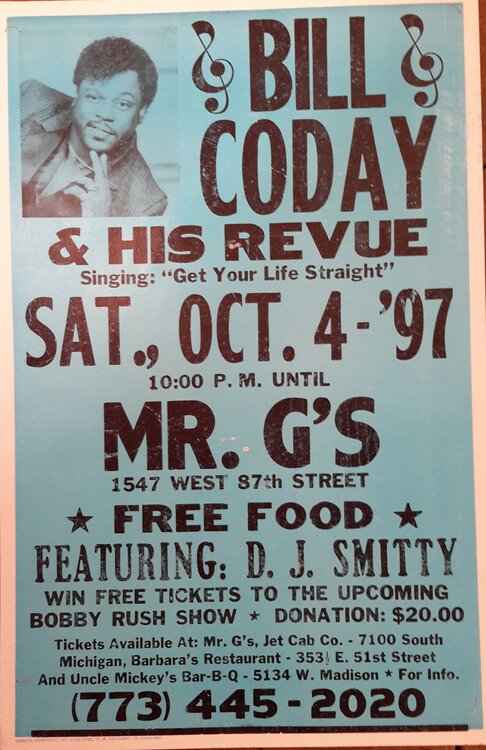 BILL
CODAY
& HIS REVUE
Singing: "Get Your Life Straight"
SAT., OCT. 4-'97
10:00 P. M. UNTIL
MR. G'S
1547 WEST 87th STREET
★ FREE FOOD ★
FEATURING: D. J. SMITTY
WIN FREE TICKETS TO THE UPCOMING
BOBBY RUSH SHOW ★ DONATION: $20.00
Tickets Available At: Mr. G's, Jet Cab Co. - 7100 South
Michigan, Barbara's Restaurant - 353½ E. 51st Street
And Uncle Mickey's Bar-B-Q - 5134 W. Madison ★ For Info.
(773) 445-2020